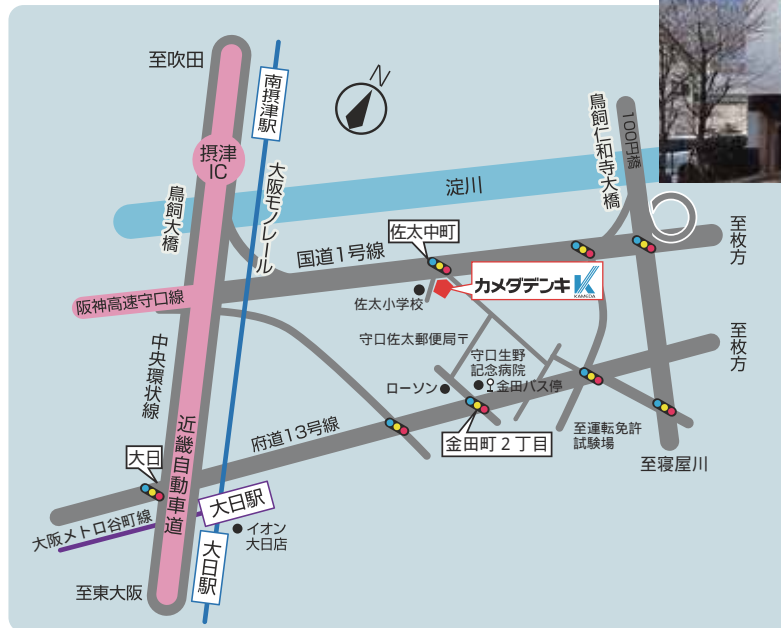 至吹田
N
南摂津駅
摂津
IC
鳥飼大橋
大阪モノレール
淀川
鳥飼仁和寺大橋
100円橋
至枚方
国道1号線
佐太中町
カメダデンキ
K
KAMEDA
阪神高速守口線
佐太小学校
守口佐太郵便局〒
守口生野
記念病院
金田バス停
ローソン
至枚方
中央環状線
近畿自動車道
府道13号線
金田町2丁目
至運転免許
試験場
至寝屋川
大日
大日駅
大阪メトロ谷町線
イオン
大日店
大日駅
至東大阪